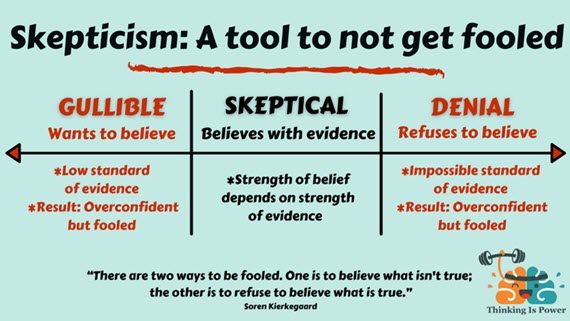 Skepticism: A tool to not get fooled
GULLIBLE
Wants to believe
SKEPTICAL
Believes with evidence
DENIAL
Refuses to believe
*Low standard
of evidence
*Result: Overconfident
but fooled
*Strength of belief
depends on strength
of evidence
*Impossible standard
of evidence
*Result: Overconfident
but fooled
“There are two ways to be fooled. One is to believe what isn't true;
the other is to refuse to believe what is true.”
Soren Kierkegaard
Thinking Is Power